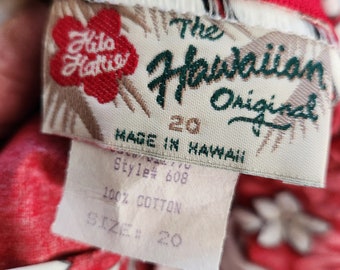 Hilo
Hattie
The
Hawaiian
Original
20
MADE IN HAWAII
Style# 608
100% COTTON
SIZE: 20